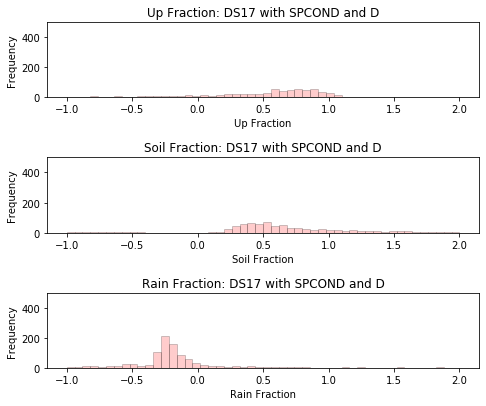 Up Fraction: DS17 with SPCOND and D
400
200
0
Frequency
−1.0 −0.5 0.0 0.5 1.0 1.5 2.0
Up Fraction
Soil Fraction: DS17 with SPCOND and D
400
200
0
Frequency
−1.0 −0.5 0.0 0.5 1.0 1.5 2.0
Soil Fraction
Rain Fraction: DS17 with SPCOND and D
400
200
0
Frequency
−1.0 −0.5 0.0 0.5 1.0 1.5 2.0
Rain Fraction